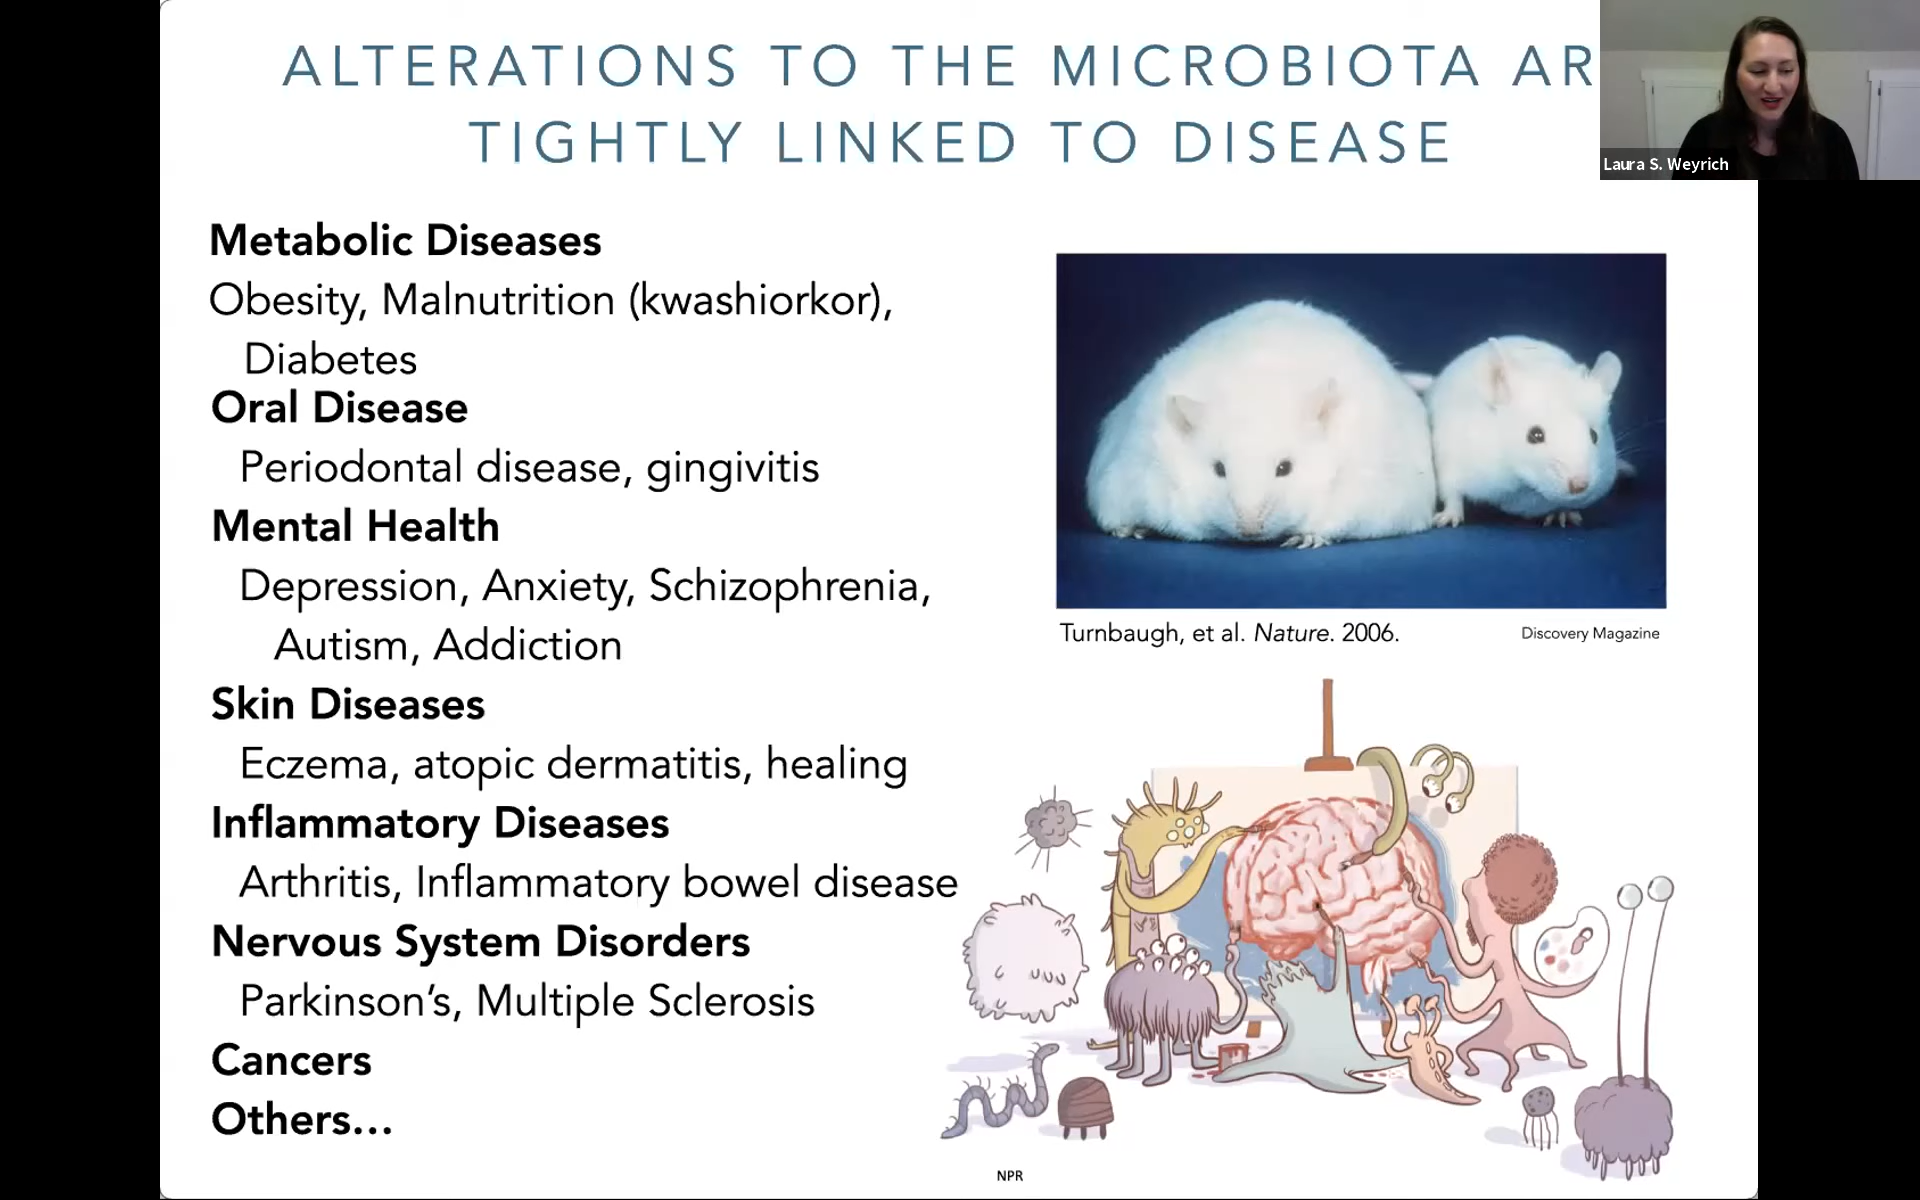 ALTERATIONS TO THE MICROBIOTA AR
TIGHTLY LINKED TO DISEASE
Laura S. Weyrich
Metabolic Diseases
Obesity, Malnutrition (kwashiorkor),
Diabetes
Oral Disease
Periodontal disease, gingivitis
Mental Health
Depression, Anxiety, Schizophrenia,
Autism, Addiction
Skin Diseases
Eczema, atopic dermatitis, healing
Inflammatory Diseases
Arthritis, Inflammatory bowel disease
Nervous System Disorders
Parkinson’s, Multiple Sclerosis
Cancers
Others…
Turnbaugh, et al. Nature. 2006.
Discovery Magazine
NPR